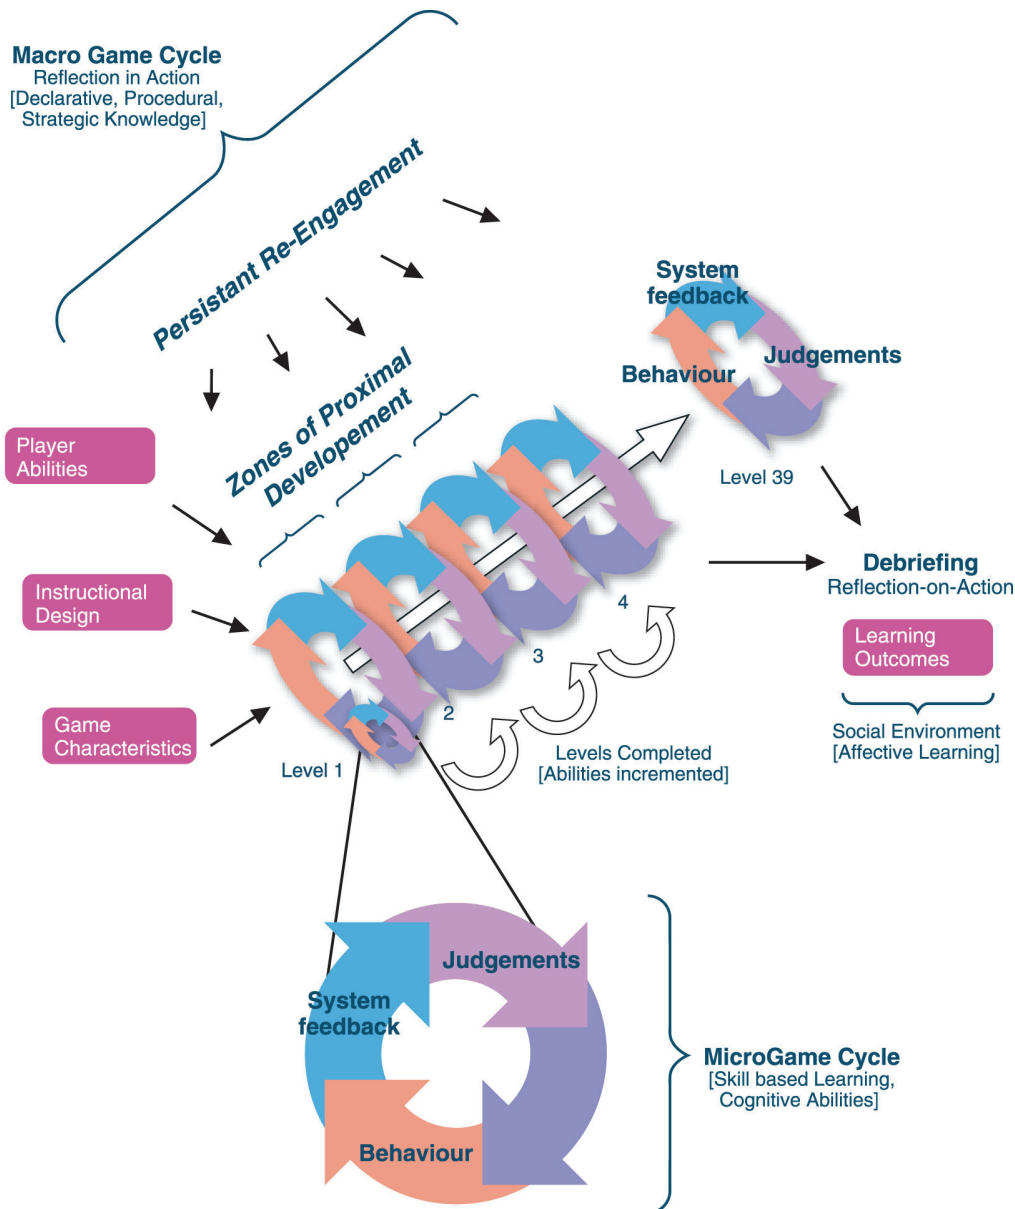 Macro Game Cycle
Reflection in Action
[Declarative, Procedural,
Strategic Knowledge]
Persistant Re-Engagement
System
feedback
Judgements
Behaviour
Level 39
Zones of Proximal
Developement
Player
Abilities
Instructional
Design
Game
Characteristics
Level 1
2
3
4
Levels Completed
[Abilities incremented]
Debriefing
Reflection-on-Action
Learning
Outcomes
Social Environment
[Affective Learning]
Judgements
System
feedback
Behaviour
MicroGame Cycle
[Skill based Learning,
Cognitive Abilities]